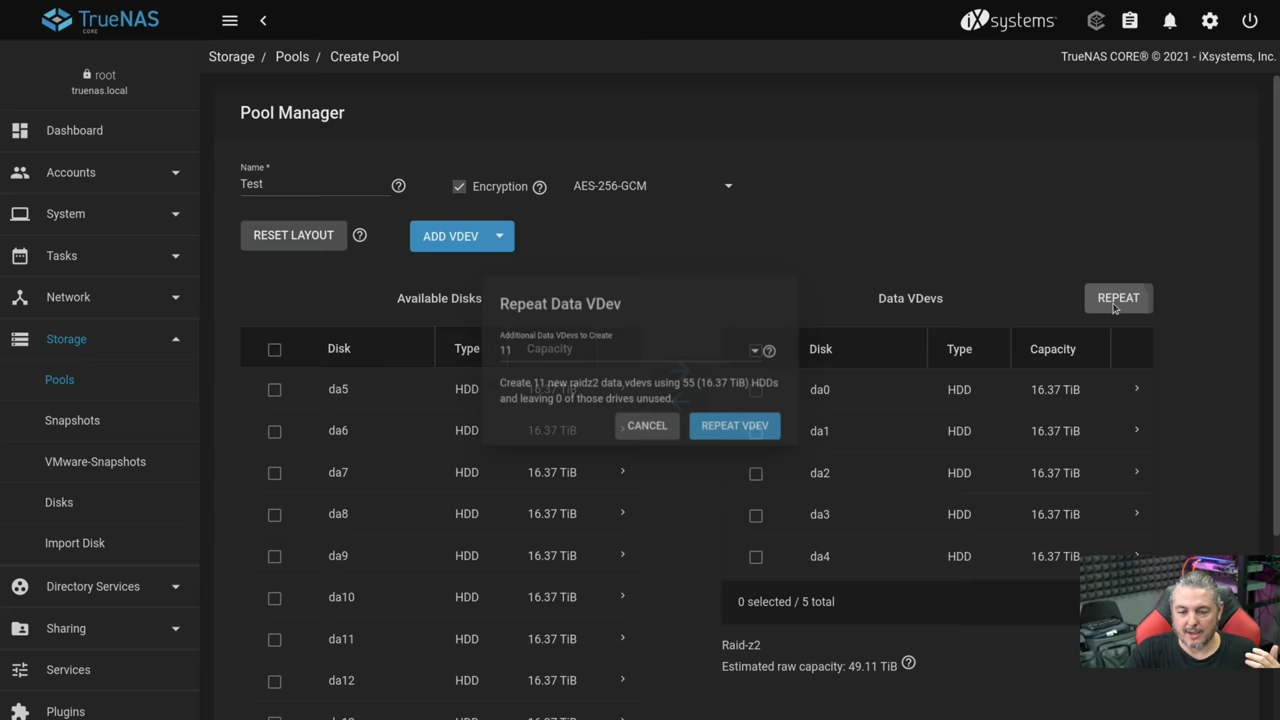 TrueNAS
CORE
iXsystems
Storage / Pools / Create Pool
TrueNAS CORE® © 2021 - iXsystems, Inc.
root
truenas.local
Dashboard
Accounts
System
Tasks
Network
Storage
Pools
Snapshots
VMware-Snapshots
Disks
Import Disk
Directory Services
Sharing
Services
Plugins
Pool Manager
Name *
Test
Encryption
AES-256-GCM
RESET LAYOUT
ADD VDEV
Available Disks
Disk Type Capacity
da5 HDD 16.37 TiB
da6 HDD 16.37 TiB
da7 HDD 16.37 TiB
da8 HDD 16.37 TiB
da9 HDD 16.37 TiB
da10 HDD 16.37 TiB
da11 HDD 16.37 TiB
da12 HDD 16.37 TiB
Repeat Data VDev
Additional Data VDevs to Create
11
Create 11 new raidz2 data vdevs using 55 (16.37 TiB) HDDs
and leaving 0 of those drives unused.
CANCEL REPEAT VDEV
Data VDevs
REPEAT
Disk Type Capacity
da0 HDD 16.37 TiB
da1 HDD 16.37 TiB
da2 HDD 16.37 TiB
da3 HDD 16.37 TiB
da4 HDD 16.37 TiB
0 selected / 5 total
Raid-z2
Estimated raw capacity: 49.11 TiB